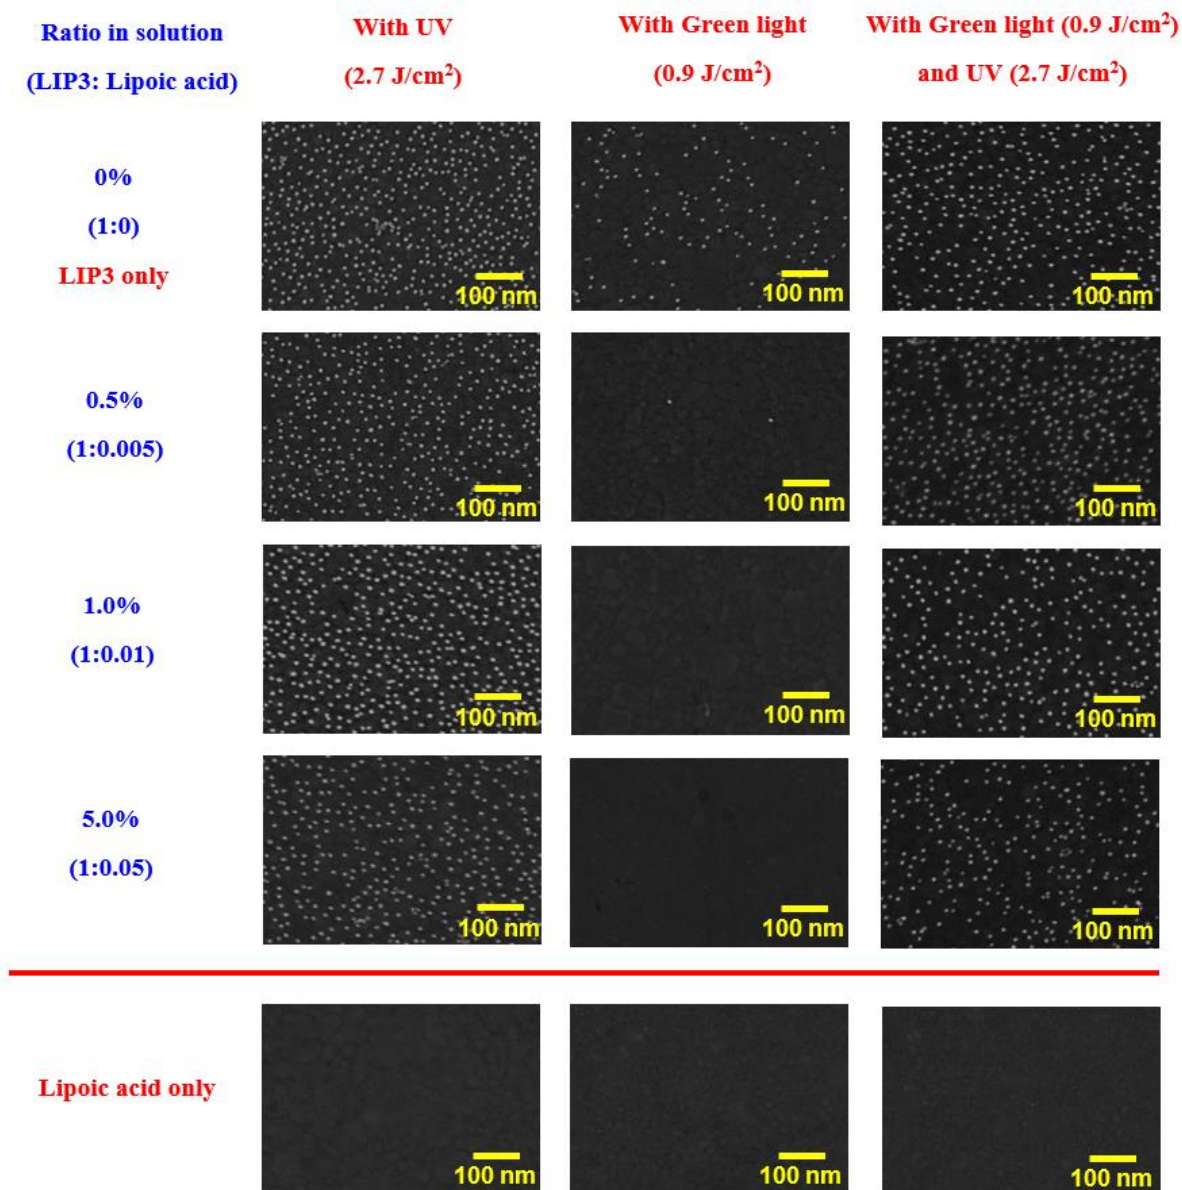 Ratio in solution
(LIP3: Lipoic acid)
With UV
(2.7 J/cm²)
With Green light
(0.9 J/cm²)
With Green light (0.9 J/cm²)
and UV (2.7 J/cm²)
0%
(1:0)
LIP3 only
100 nm
100 nm
100 nm
0.5%
(1:0.005)
100 nm
100 nm
100 nm
1.0%
(1:0.01)
100 nm
100 nm
100 nm
5.0%
(1:0.05)
100 nm
100 nm
100 nm
Lipoic acid only
100 nm
100 nm
100 nm